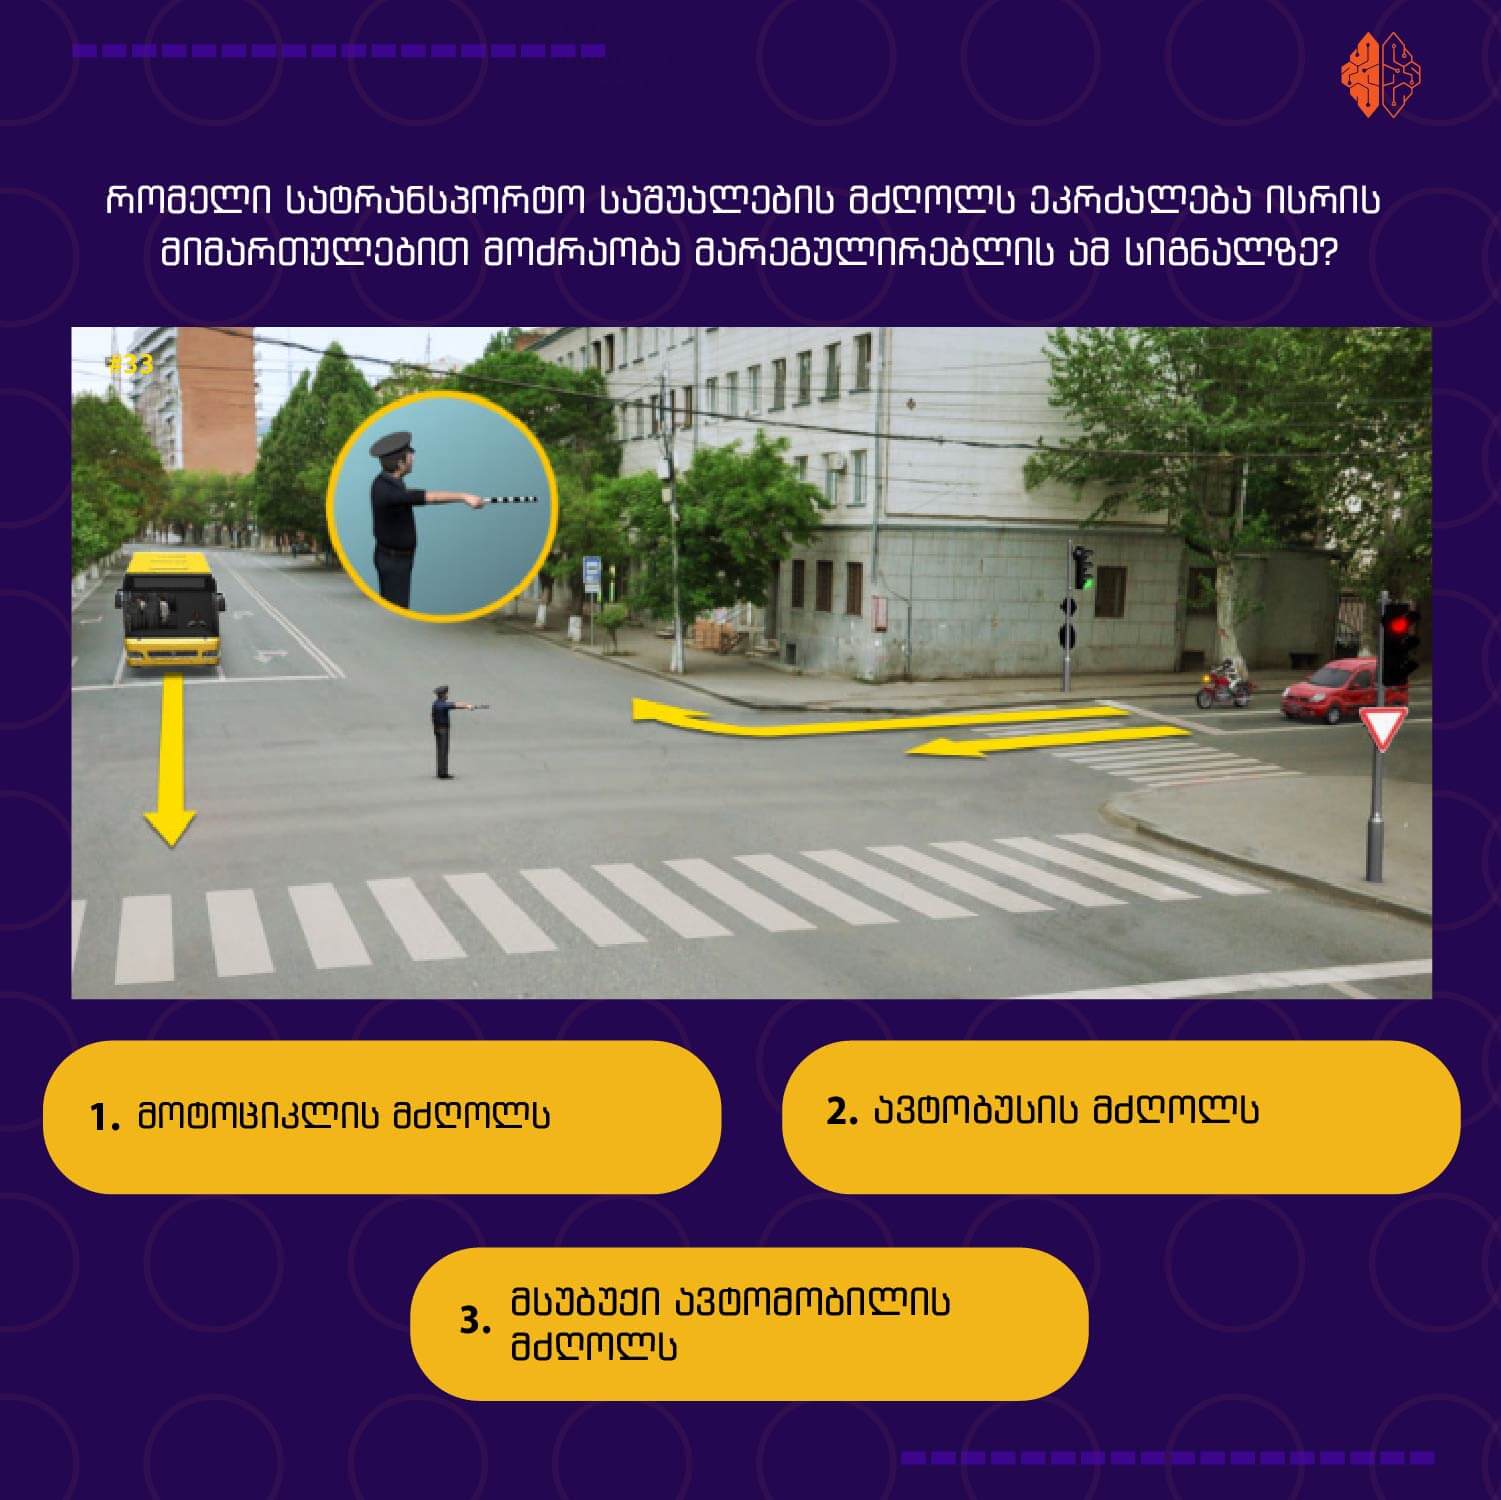 რომელი სატრანსპორტო საშუალების მძღოლს ეკრძალება ისრის
მიმართულებით მოძრაობა მარეგულირებლის ამ სიგნალზე?
#33
1. მოტოციკლის მძღოლს
2. ავტობუსის მძღოლს
3. მსუბუქი ავტომობილის
მძღოლს